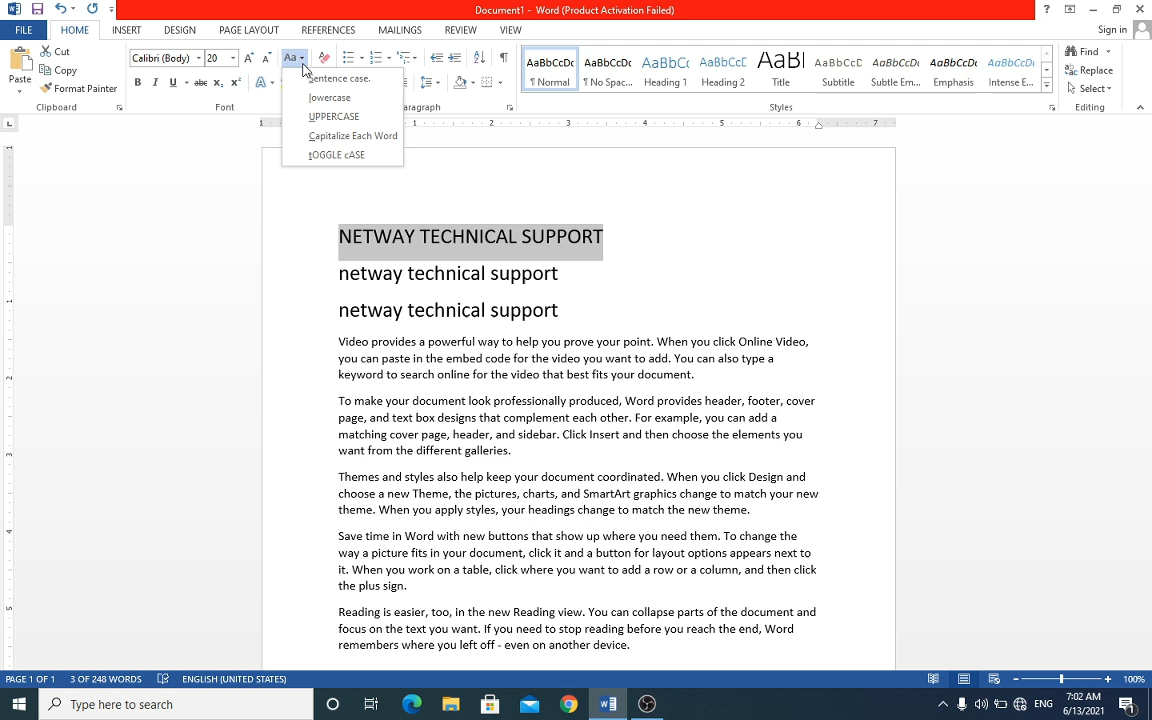 Document1 - Word (Product Activation Failed)
Sign in
FILE HOME INSERT DESIGN PAGE LAYOUT REFERENCES MAILINGS REVIEW VIEW
Paste
Cut
Copy
Format Painter
Clipboard
Calibri (Body) 20
Aa
B I U abc x₂ x² A
Font
Sentence case.
lowercase
UPPERCASE
Capitalize Each Word
tOGGLE cASE
aragraph
AaBbCcDc AaBbCcDc AaBbCc AaBbCcC AaBl AaBbCcC AaBbCcDc AaBbCcDc AaBbCcDc
¶ Normal ¶ No Spac... Heading 1 Heading 2 Title Subtitle Subtle Em... Emphasis Intense E...
Styles
Find
Replace
Select
Editing
1 1 2 3 4 5 6 7
NETWAY TECHNICAL SUPPORT
netway technical support
netway technical support
Video provides a powerful way to help you prove your point. When you click Online Video,
you can paste in the embed code for the video you want to add. You can also type a
keyword to search online for the video that best fits your document.
To make your document look professionally produced, Word provides header, footer, cover
page, and text box designs that complement each other. For example, you can add a
matching cover page, header, and sidebar. Click Insert and then choose the elements you
want from the different galleries.
Themes and styles also help keep your document coordinated. When you click Design and
choose a new Theme, the pictures, charts, and SmartArt graphics change to match your new
theme. When you apply styles, your headings change to match the new theme.
Save time in Word with new buttons that show up where you need them. To change the
way a picture fits in your document, click it and a button for layout options appears next to
it. When you work on a table, click where you want to add a row or a column, and then click
the plus sign.
Reading is easier, too, in the new Reading view. You can collapse parts of the document and
focus on the text you want. If you need to stop reading before you reach the end, Word
remembers where you left off - even on another device.
PAGE 1 OF 1 3 OF 248 WORDS ENGLISH (UNITED STATES) 100%
Type here to search
ENG
7:02 AM
6/13/2021
1